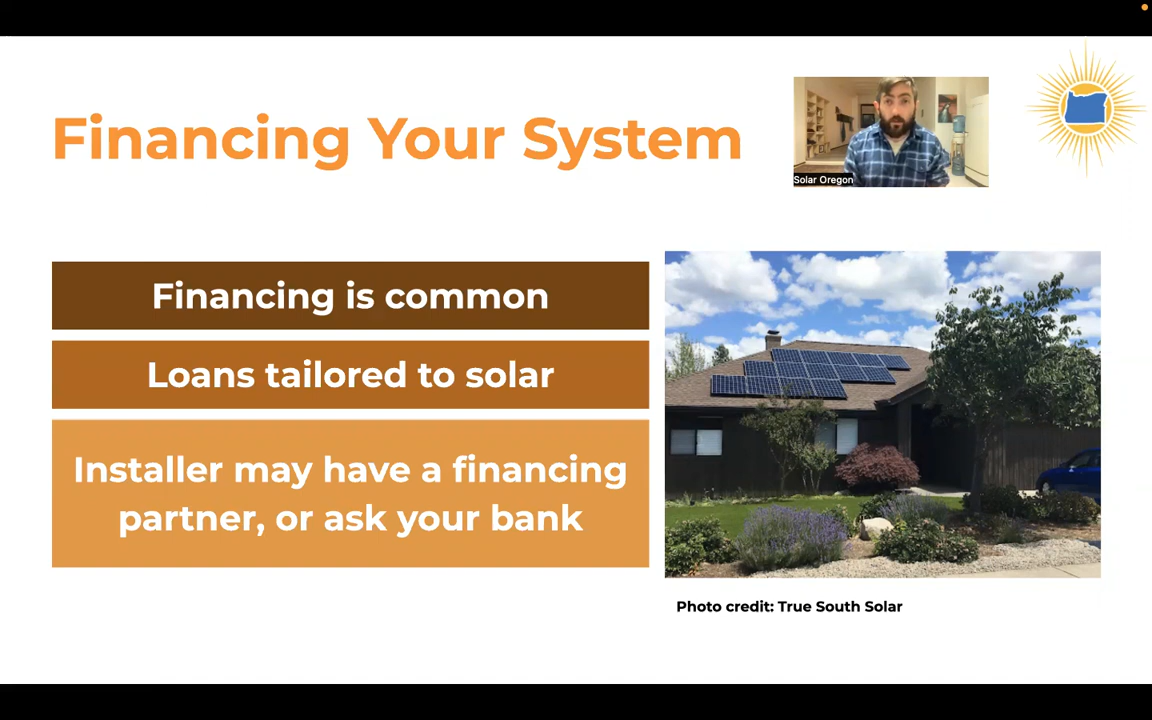 Financing Your System
Solar Oregon
Financing is common
Loans tailored to solar
Installer may have a financing
partner, or ask your bank
Photo credit: True South Solar